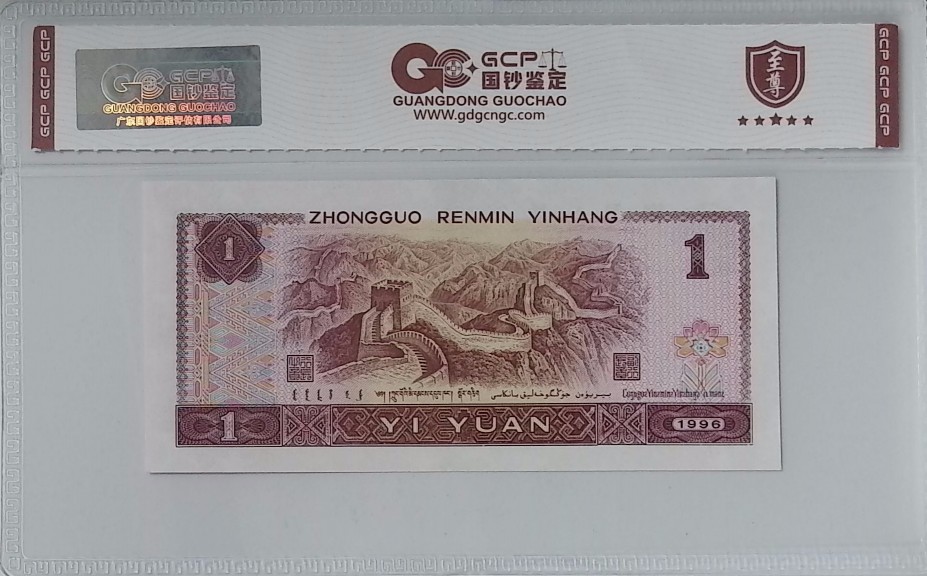 GCP GCP GCP
GCP 国钞鉴定
GUANGDONG GUOCHAO
广东国钞鉴定评估有限公司
GCP
国钞鉴定
GUANGDONG GUOCHAO
www.gdgcngc.com
至尊
GCP GCP GCP
ZHONGGUO RENMIN YINHANG
1
1
1
YI YUAN
1996